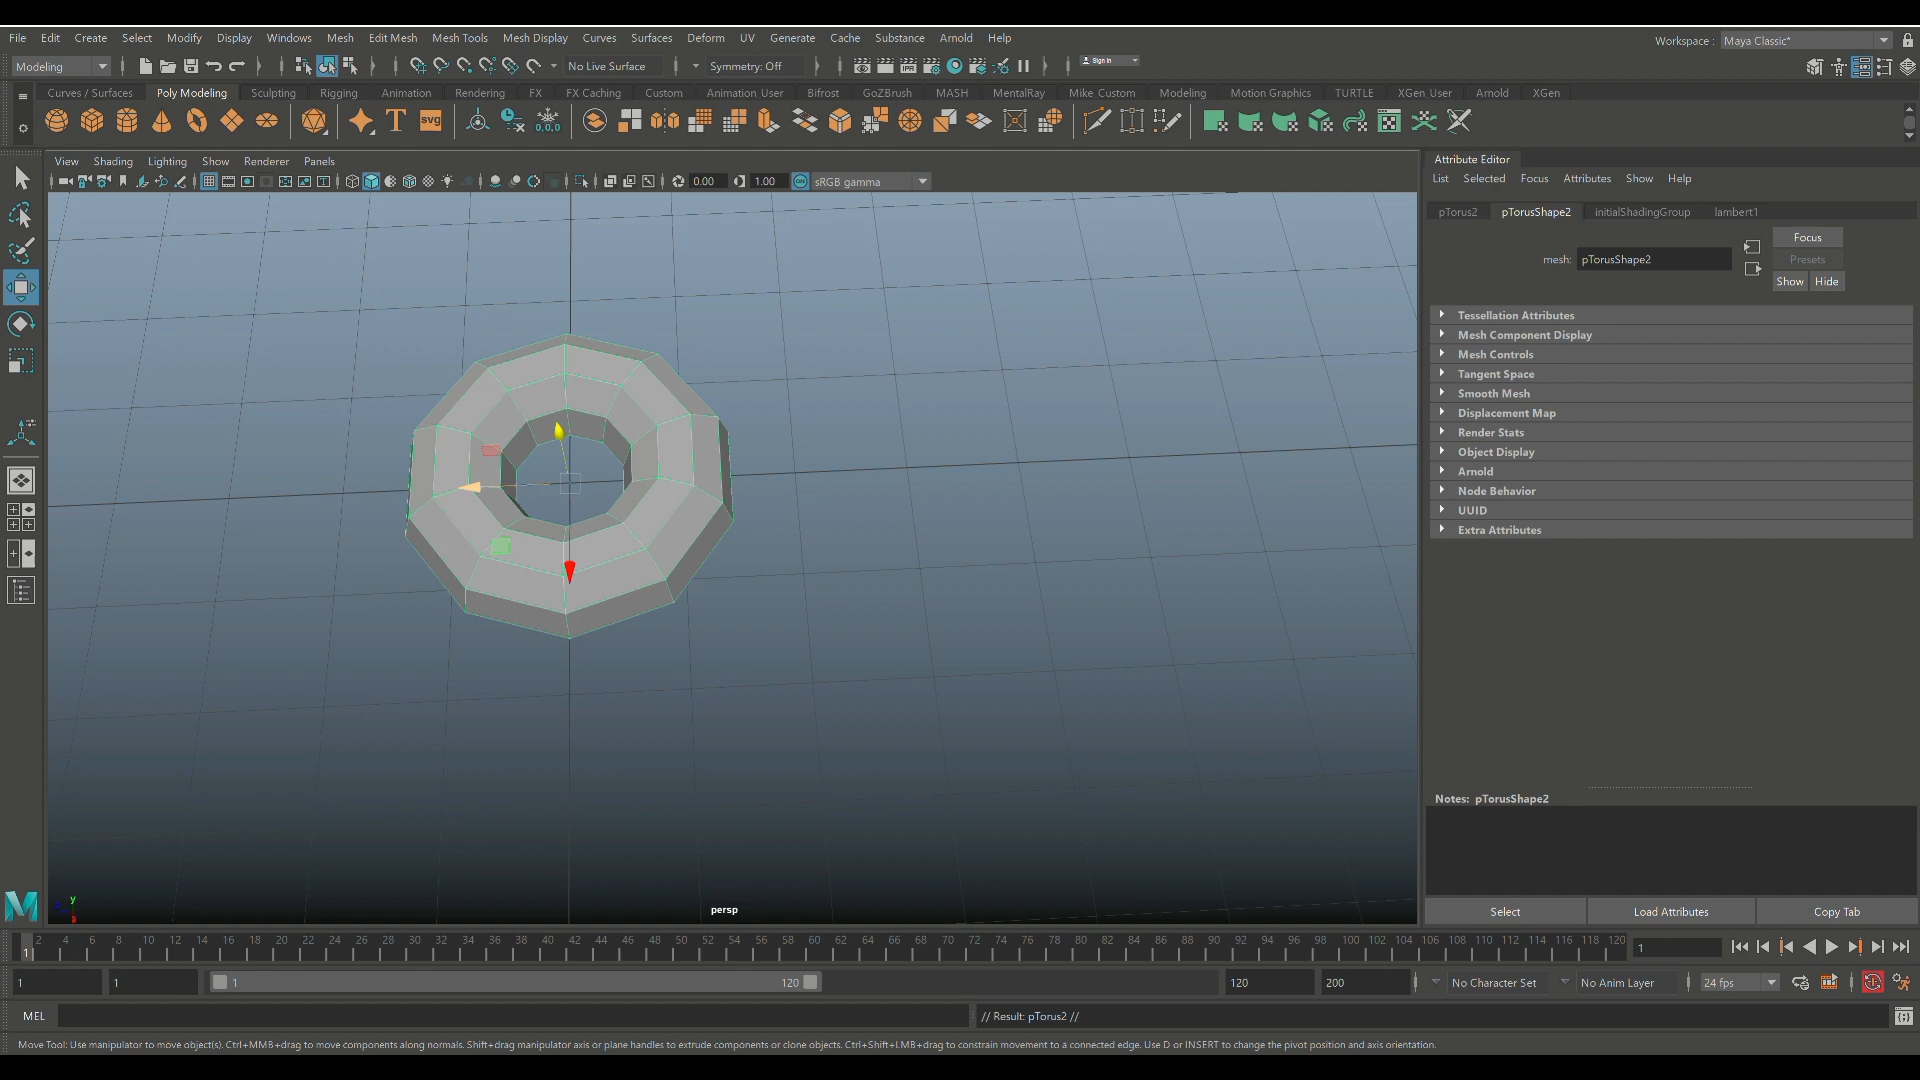 File Edit Create Select Modify Display Windows Mesh Edit Mesh Mesh Tools Mesh Display Curves Surfaces Deform UV Generate Cache Substance Arnold Help
Workspace : Maya Classic*
Modeling No Live Surface Symmetry: Off Sign In
Curves / Surfaces Poly Modeling Sculpting Rigging Animation Rendering FX FX Caching Custom Animation_User Bifrost GoZBrush MASH MentalRay Mike_Custom Modeling Motion Graphics TURTLE XGen_User Arnold XGen
T svg 0,0,0
View Shading Lighting Show Renderer Panels
0.00 1.00 ON sRGB gamma
Attribute Editor
List Selected Focus Attributes Show Help
pTorus2 pTorusShape2 initialShadingGroup lambert1
Focus
mesh: pTorusShape2 Presets
Show Hide
Tessellation Attributes
Mesh Component Display
Mesh Controls
Tangent Space
Smooth Mesh
Displacement Map
Render Stats
Object Display
Arnold
Node Behavior
UUID
Extra Attributes
Notes: pTorusShape2
Select Load Attributes Copy Tab
y
persp
2 4 6 8 10 12 14 16 18 20 22 24 26 28 30 32 34 36 38 40 42 44 46 48 50 52 54 56 58 60 62 64 66 68 70 72 74 76 78 80 82 84 86 88 90 92 94 96 98 100 102 104 106 108 110 112 114 116 118 120
1 1
1 1 1 120 120 200 No Character Set No Anim Layer 24 fps
MEL // Result: pTorus2 //
Move Tool: Use manipulator to move object(s). Ctrl+MMB+drag to move components along normals. Shift+drag manipulator axis or plane handles to extrude components or clone objects. Ctrl+Shift+LMB+drag to constrain movement to a connected edge. Use D or INSERT to change the pivot position and axis orientation.